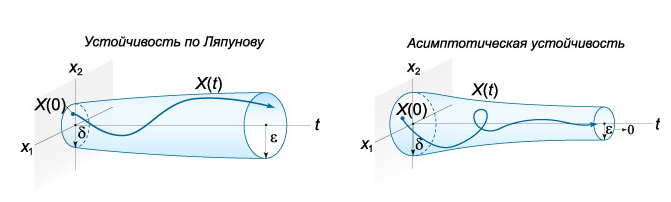 Устойчивость по Ляпунову
X₂
X(0)
X(t)
δ
ε
t
X₁
Асимптотическая устойчивость
X₂
X(0)
X(t)
δ
ε
→0
t
X₁